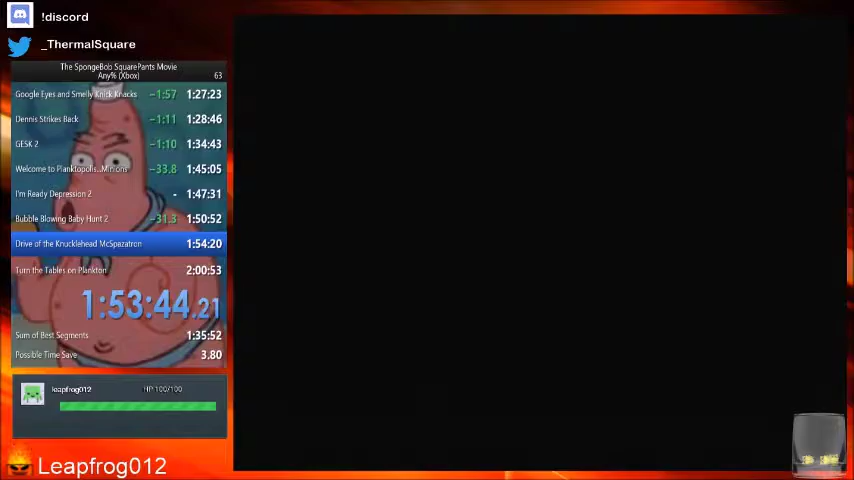 !discord
_ThermalSquare
The SpongeBob SquarePants Movie
Any% (Xbox)
63
Google Eyes and Smelly Knick Knacks −1:57 1:27:23
Dennis Strikes Back −1:11 1:28:46
GESK 2 −1:10 1:34:43
Welcome to Planktopolis...Minions −33.8 1:45:05
I'm Ready Depression 2 - 1:47:31
Bubble Blowing Baby Hunt 2 −31.3 1:50:52
Drive of the Knucklehead McSpazatron 1:54:20
Turn the Tables on Plankton 2:00:53
1:53:44.21
Sum of Best Segments 1:35:52
Possible Time Save 3.80
leapfrog012 HP:100/100
Leapfrog012